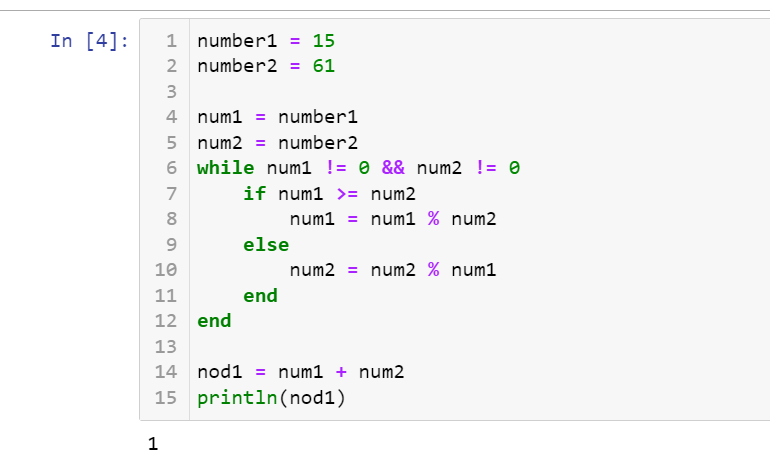 In [4]:
1 number1 = 15
2 number2 = 61
3
4 num1 = number1
5 num2 = number2
6 while num1 != 0 && num2 != 0
7     if num1 >= num2
8         num1 = num1 % num2
9     else
10         num2 = num2 % num1
11     end
12 end
13
14 nod1 = num1 + num2
15 println(nod1)
1